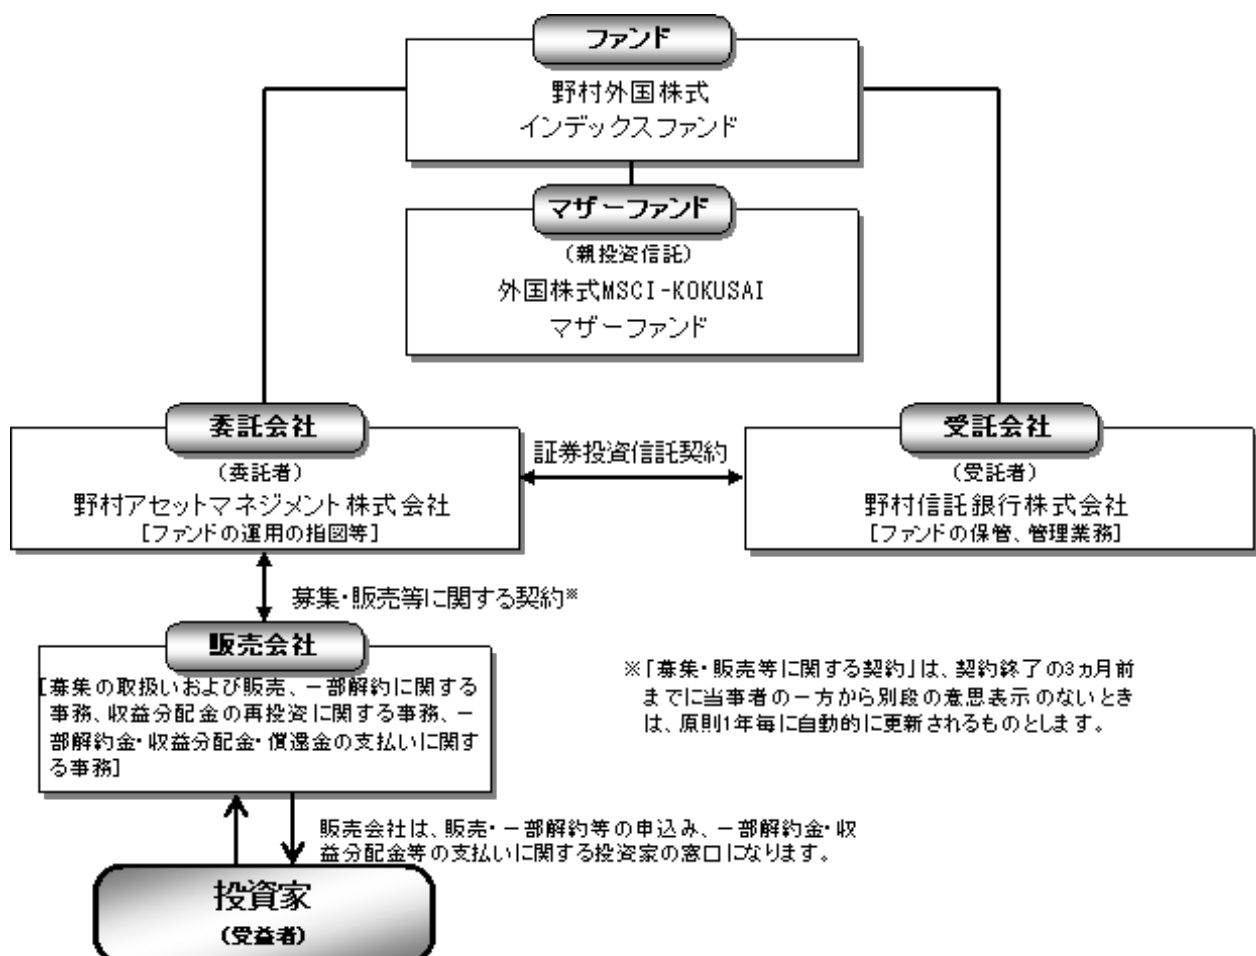 ファンド
野村外国株式
インデックスファンド
マザーファンド
(親投資信託)
外国株式MSCI-KOKUSAI
マザーファンド
委託会社
(委託者)
野村アセットマネジメント株式会社
[ファンドの運用の指図等]
証券投資信託契約
受託会社
(受託者)
野村信託銀行株式会社
[ファンドの保管、管理業務]
募集・販売等に関する契約※
販売会社
[募集の取扱いおよび販売、一部解約に関する
事務、収益分配金の再投資に関する事務、一
部解約金・収益分配金・償還金の支払いに関す
る事務]
※「募集・販売等に関する契約」は、契約終了の3ヵ月前
までに当事者の一方から別段の意思表示のないとき
は、原則1年毎に自動的に更新されるものとします。
販売会社は、販売・一部解約等の申込み、一部解約金・収
益分配金等の支払いに関する投資家の窓口になります。
投資家
(受益者)